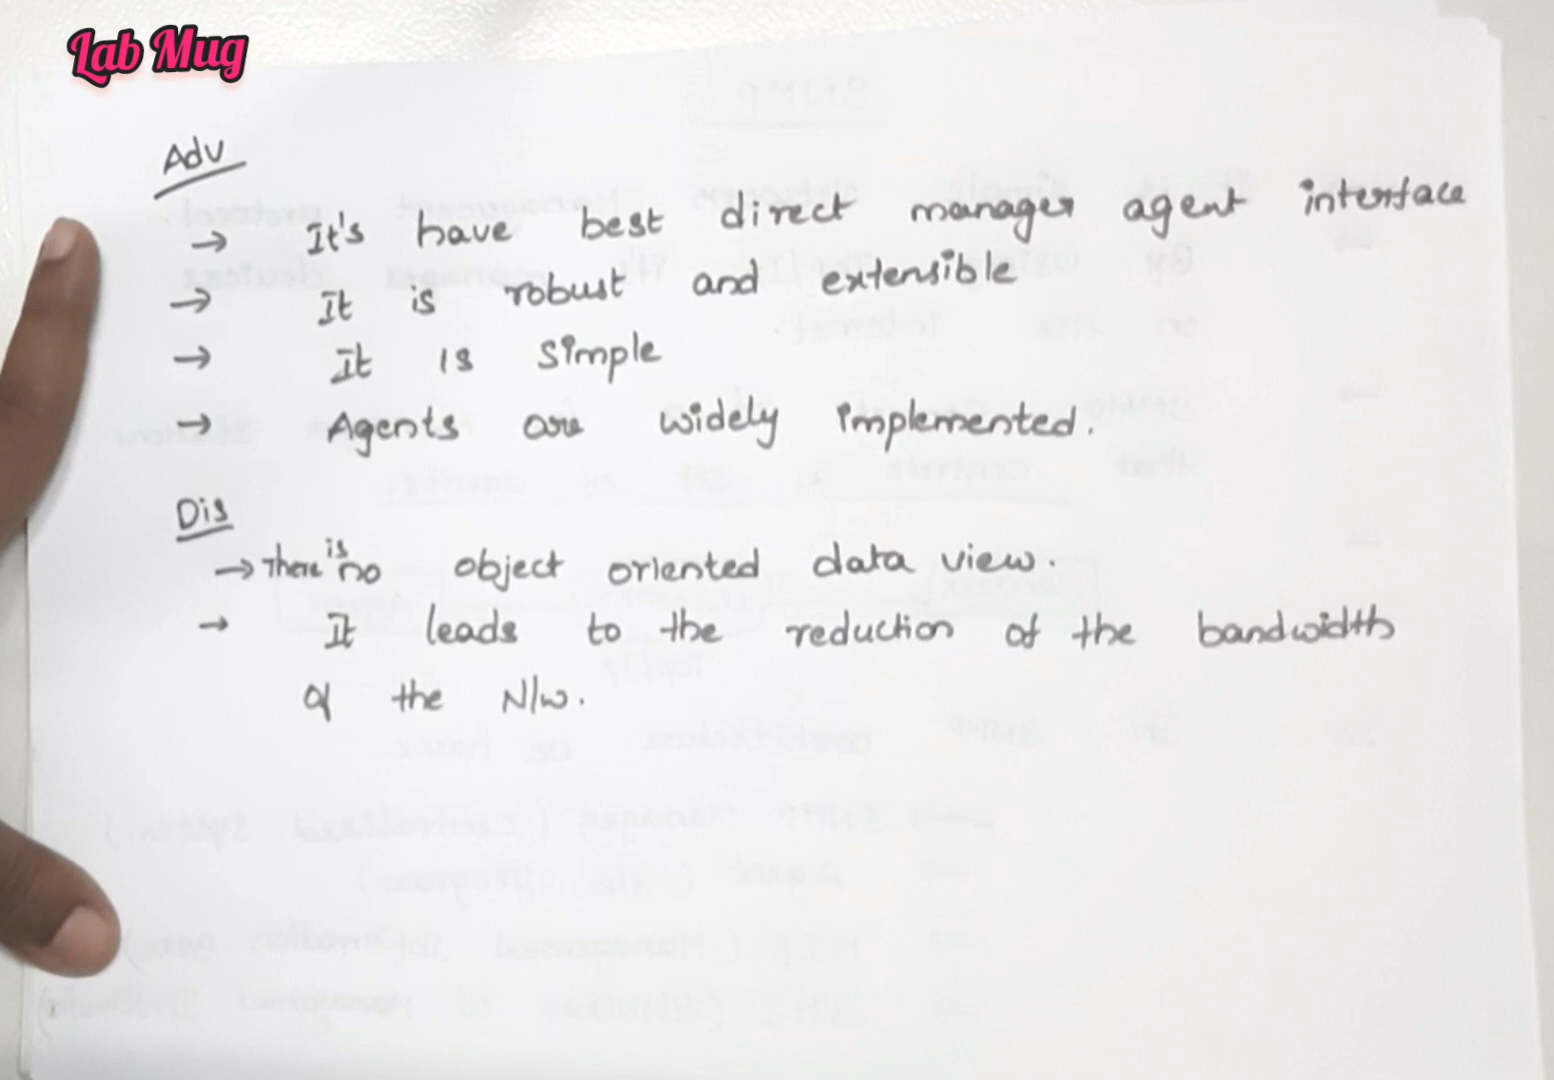 Lab Mug
Adv
→ It's have best direct manager agent interface
→ It is robust and extensible
→ It is simple
→ Agents are widely implemented.
Dis
→ there is no object oriented data view.
→ It leads to the reduction of the bandwidth
of the N/w.